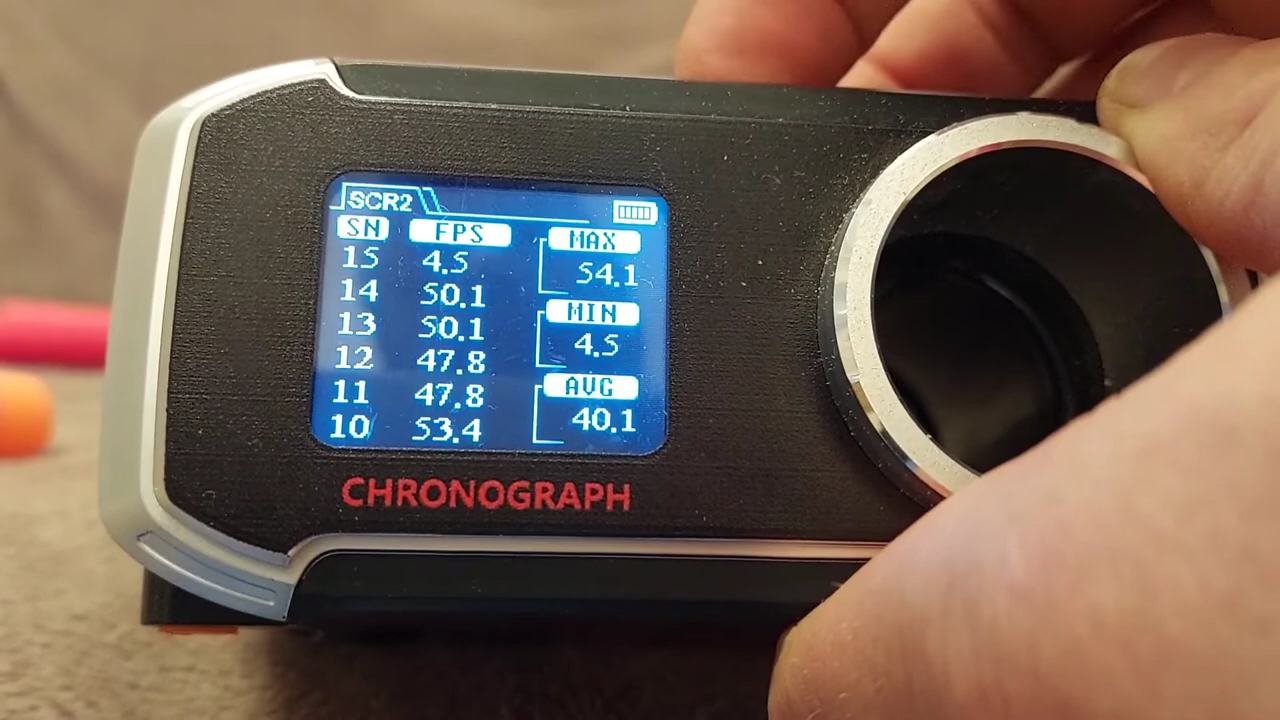 SCR2
SN FPS MAX
15 4.5 54.1
14 50.1
13 50.1 MIN
12 47.8 4.5
11 47.8 AVG
10 53.4 40.1
CHRONOGRAPH